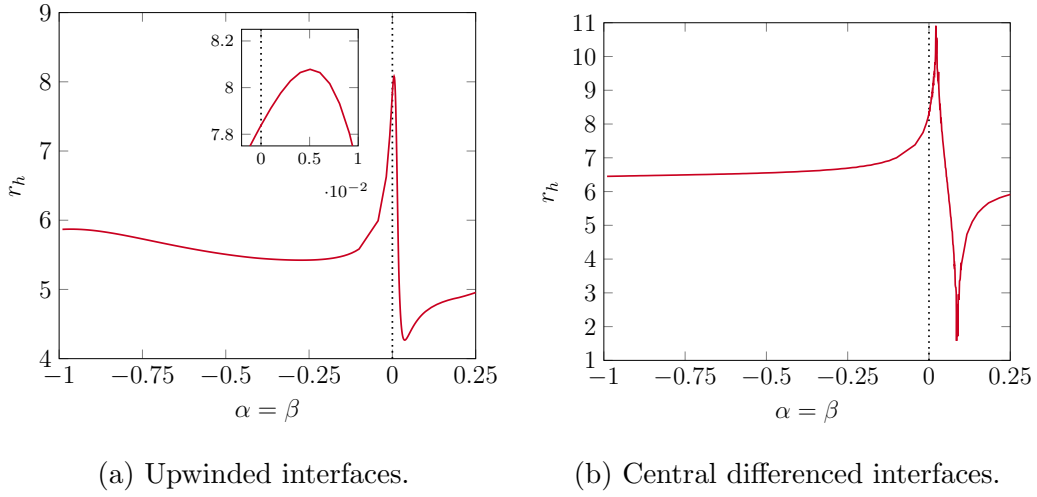 9
8
7
6
5
4
r_h
−1 −0.75 −0.5 −0.25 0 0.25
α = β
8.2
8
7.8
0 0.5 1
·10⁻²
(a) Upwinded interfaces.
11
10
9
8
7
6
5
4
3
2
1
r_h
−1 −0.75 −0.5 −0.25 0 0.25
α = β
(b) Central differenced interfaces.